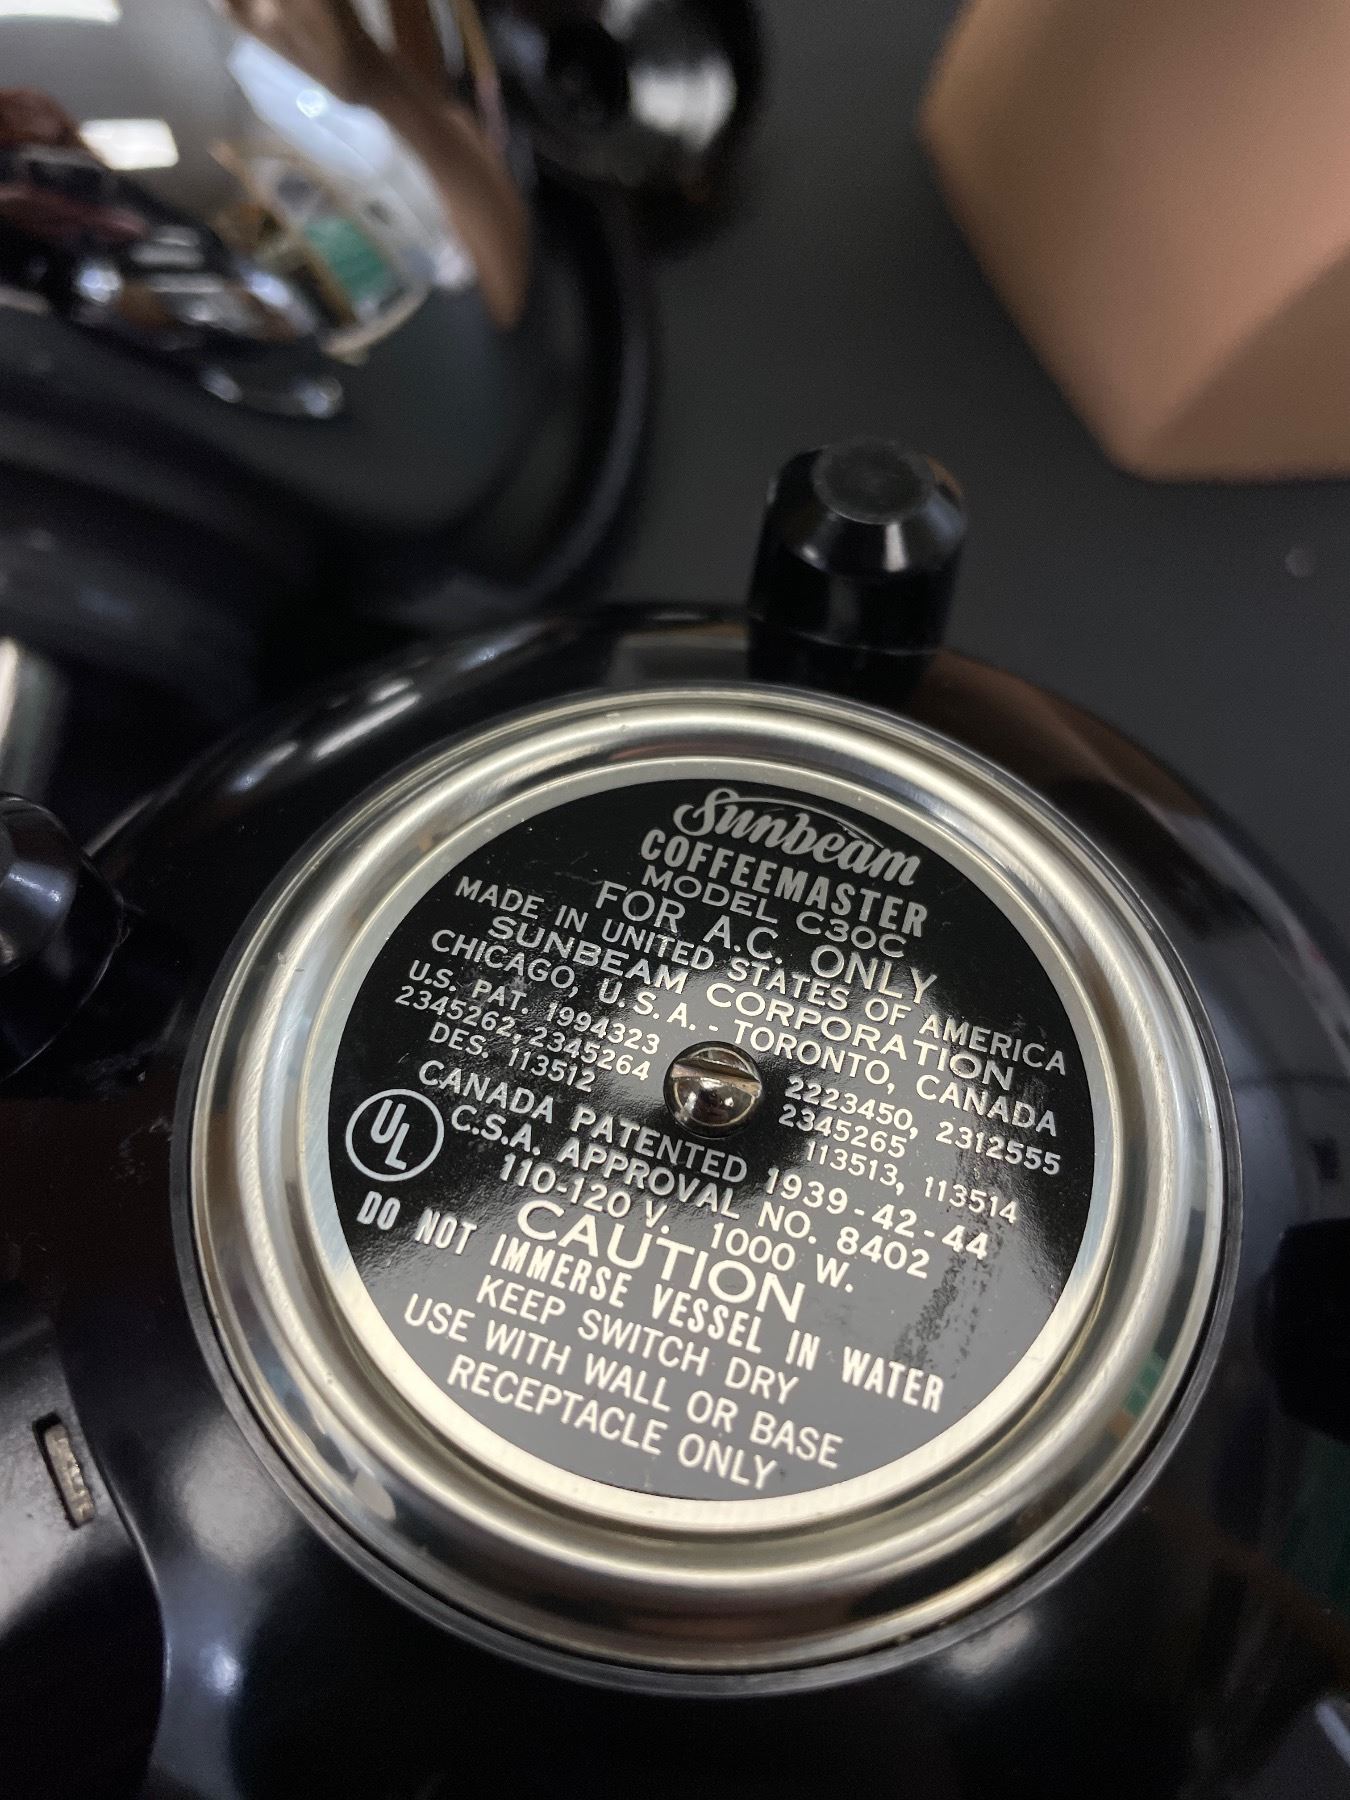 Sunbeam
COFFEEMASTER
MODEL C30C
FOR A.C. ONLY
MADE IN UNITED STATES OF AMERICA
SUNBEAM CORPORATION
CHICAGO, U.S.A. - TORONTO, CANADA
U.S. PAT. 1994323 2223450, 2312555
2345262, 2345264 2345265
DES. 113512 113513, 113514
CANADA PATENTED 1939-42-44
UL C.S.A. APPROVAL NO. 8402
110-120 V. 1000 W.
CAUTION
DO NOT IMMERSE VESSEL IN WATER
KEEP SWITCH DRY
USE WITH WALL OR BASE
RECEPTACLE ONLY